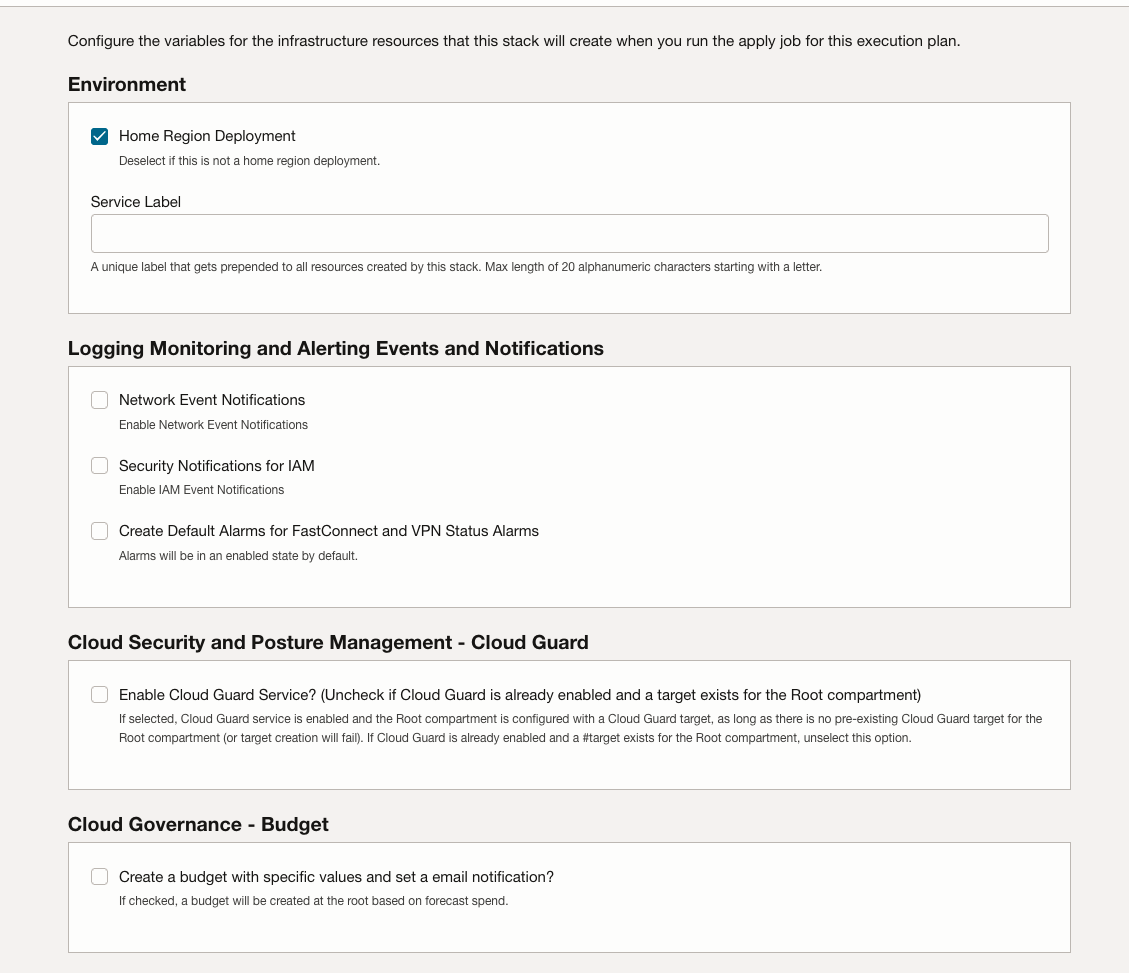 Configure the variables for the infrastructure resources that this stack will create when you run the apply job for this execution plan.
Environment
Home Region Deployment
Deselect if this is not a home region deployment.
Service Label
A unique label that gets prepended to all resources created by this stack. Max length of 20 alphanumeric characters starting with a letter.
Logging Monitoring and Alerting Events and Notifications
Network Event Notifications
Enable Network Event Notifications
Security Notifications for IAM
Enable IAM Event Notifications
Create Default Alarms for FastConnect and VPN Status Alarms
Alarms will be in an enabled state by default.
Cloud Security and Posture Management - Cloud Guard
Enable Cloud Guard Service? (Uncheck if Cloud Guard is already enabled and a target exists for the Root compartment)
If selected, Cloud Guard service is enabled and the Root compartment is configured with a Cloud Guard target, as long as there is no pre-existing Cloud Guard target for the
Root compartment (or target creation will fail). If Cloud Guard is already enabled and a #target exists for the Root compartment, unselect this option.
Cloud Governance - Budget
Create a budget with specific values and set a email notification?
If checked, a budget will be created at the root based on forecast spend.